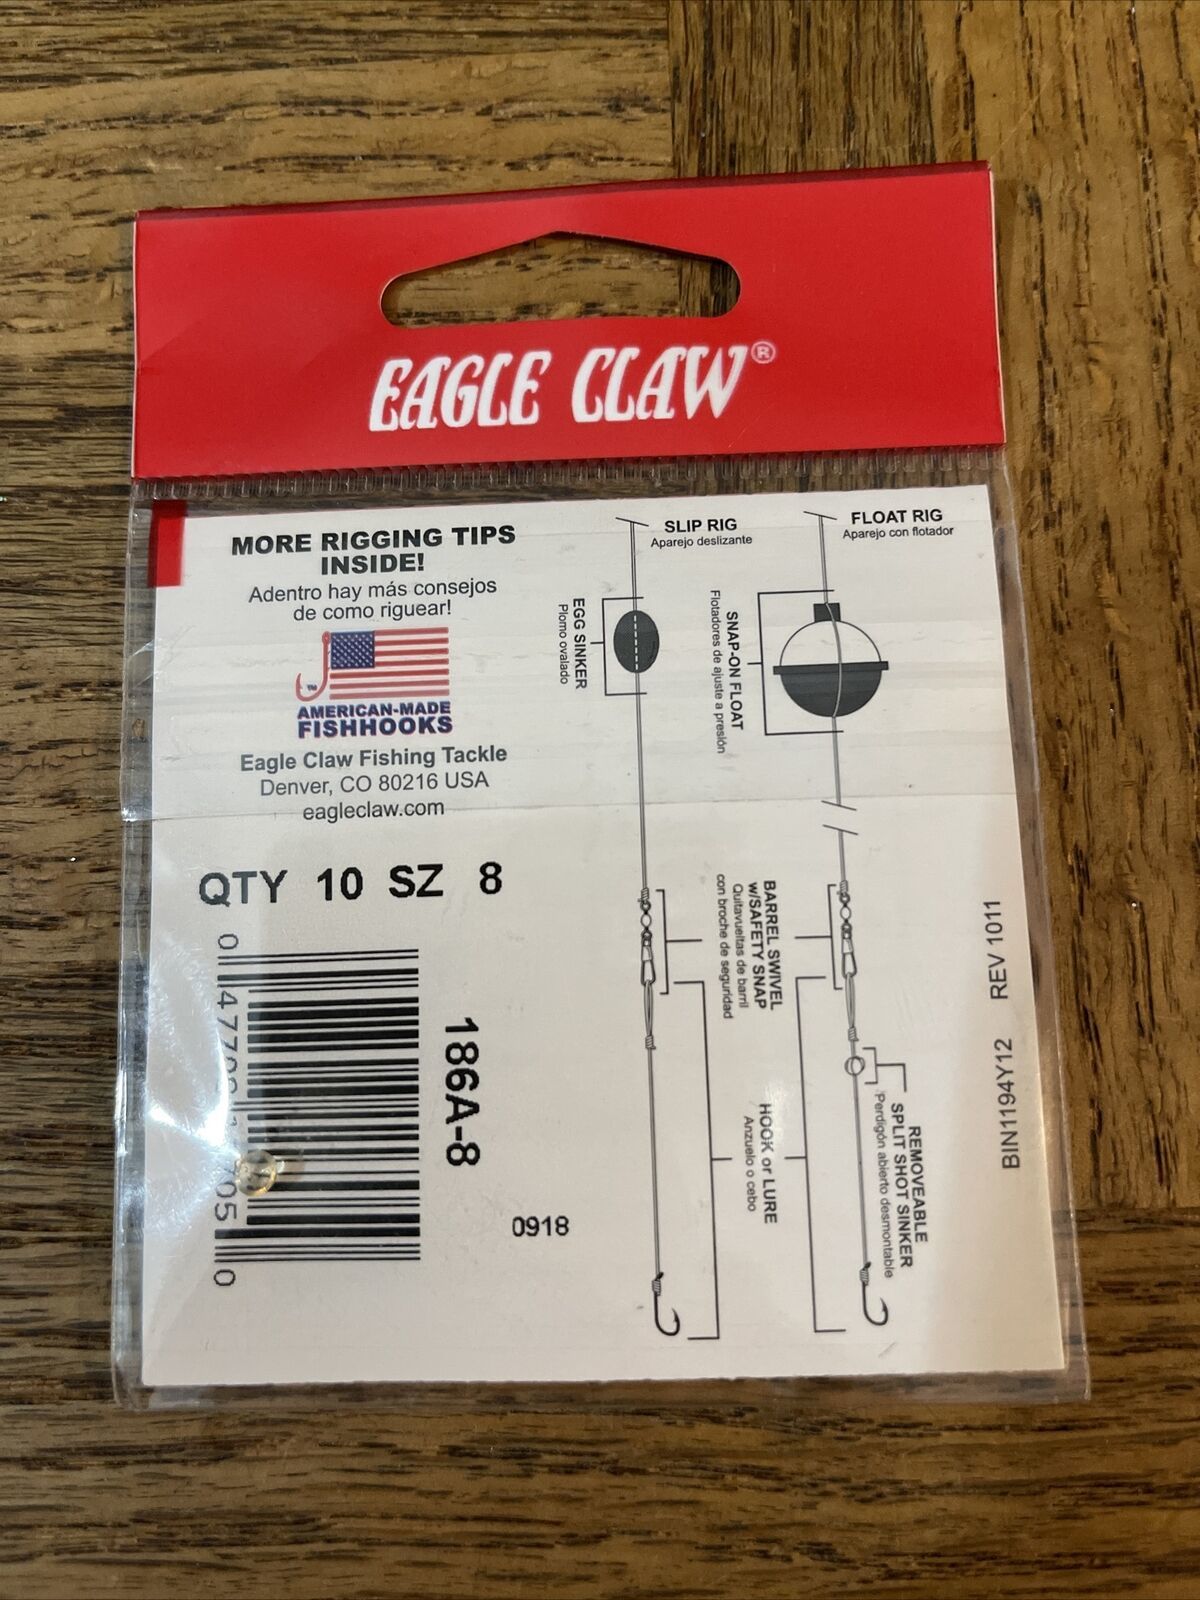 EAGLE CLAW®
MORE RIGGING TIPS
INSIDE!
Adentro hay más consejos
de como riguear!
TM
AMERICAN-MADE
FISHHOOKS
Eagle Claw Fishing Tackle
Denver, CO 80216 USA
eagleclaw.com
QTY 10 SZ 8
186A-8
0918
SLIP RIG
Aparejo deslizante
EGG SINKER
Plomo ovalado
FLOAT RIG
Aparejo con flotador
SNAP-ON FLOAT
Flotadores de ajuste a presión
BARREL SWIVEL
w/SAFETY SNAP
Quitavueltas de barril
con broche de seguridad
HOOK or LURE
Anzuelo o cebo
REMOVEABLE
SPLIT SHOT SINKER
Perdigón abierto desmontable
BIN1194Y12 REV 1011